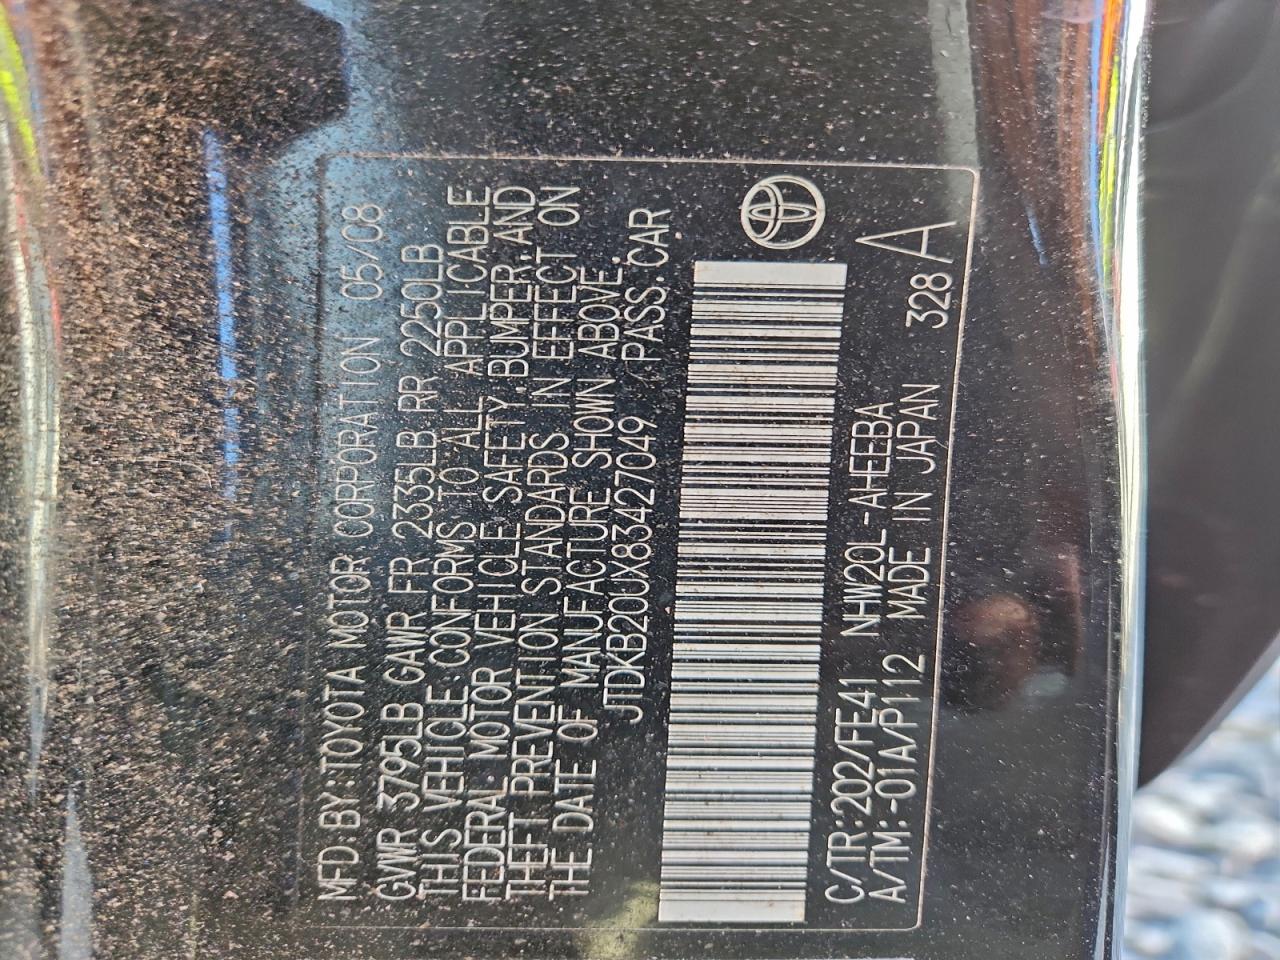 MFD. BY: TOYOTA MOTOR CORPORATION 05/08
GVWR 3795LB GAWR FR 2335LB RR 2250LB
THIS VEHICLE CONFORMS TO ALL APPLICABLE
FEDERAL MOTOR VEHICLE SAFETY, BUMPER, AND
THEFT PREVENTION STANDARDS IN EFFECT ON
THE DATE OF MANUFACTURE SHOWN ABOVE.
JTDKB20UX83427049 PASS. CAR
C/TR:202/FE41 NHW20L-AHEEBA
A/TM:-01A/P112 MADE IN JAPAN 328 A